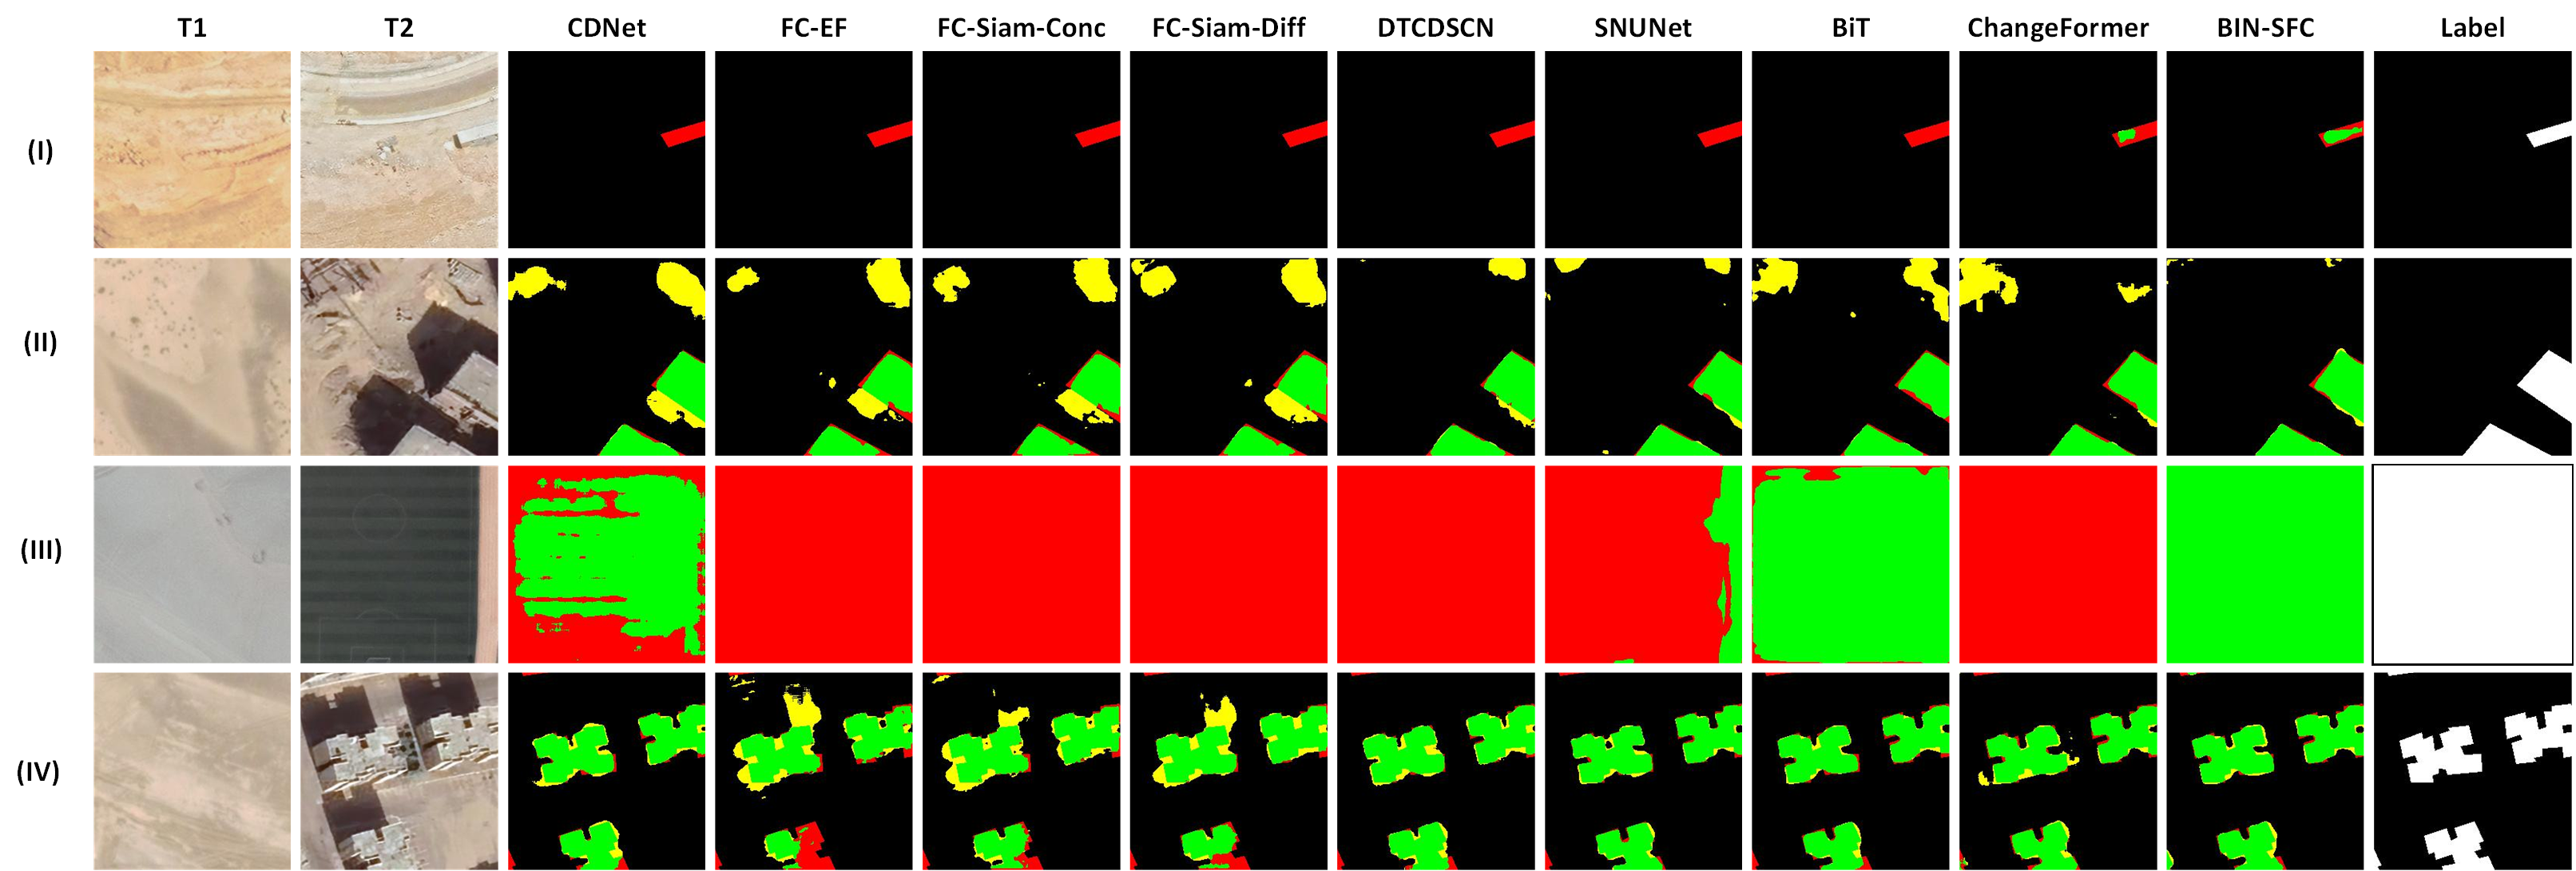 T1 T2 CDNet FC-EF FC-Siam-Conc FC-Siam-Diff DTCDSCN SNUNet BiT ChangeFormer BIN-SFC Label
(I)
(II)
(III)
(IV)